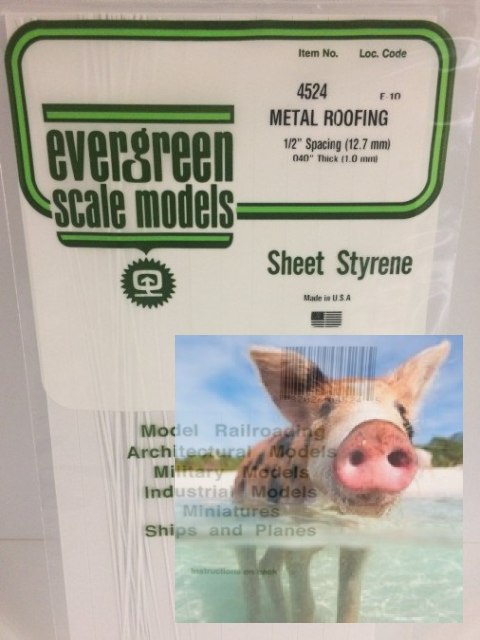 Item No. Loc. Code
4524 E-10
METAL ROOFING
1/2" Spacing (12.7 mm)
.040" Thick (1.0 mm)
evergreen
scale models
Sheet Styrene
Made in U.S.A
Model Railroading
Architectural Models
Military Models
Industrial Models
Miniatures
Ships and Planes
Instructions on back